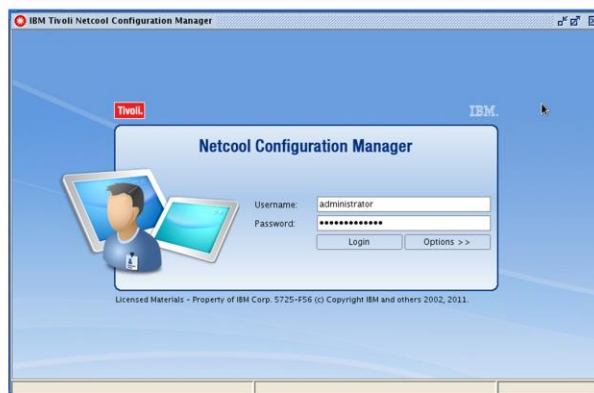 IBM Tivoli Netcool Configuration Manager
Tivoli.
IBM.
Netcool Configuration Manager
Username: administrator
Password: •••••••••••••
Login Options >>
Licensed Materials - Property of IBM Corp. 5725-F56 (c) Copyright IBM and others 2002, 2011.